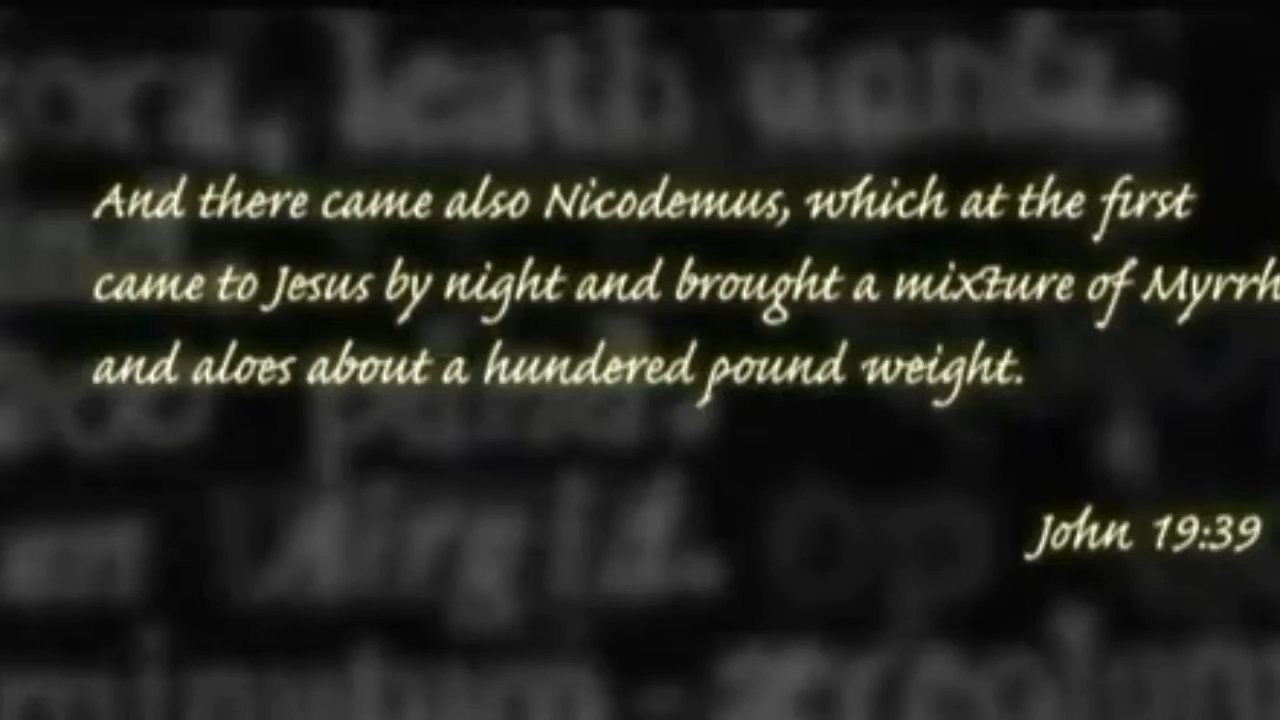 And there came also Nicodemus, which at the first
came to Jesus by night and brought a mixture of Myrrh
and aloes about a hundred pound weight.
John 19:39